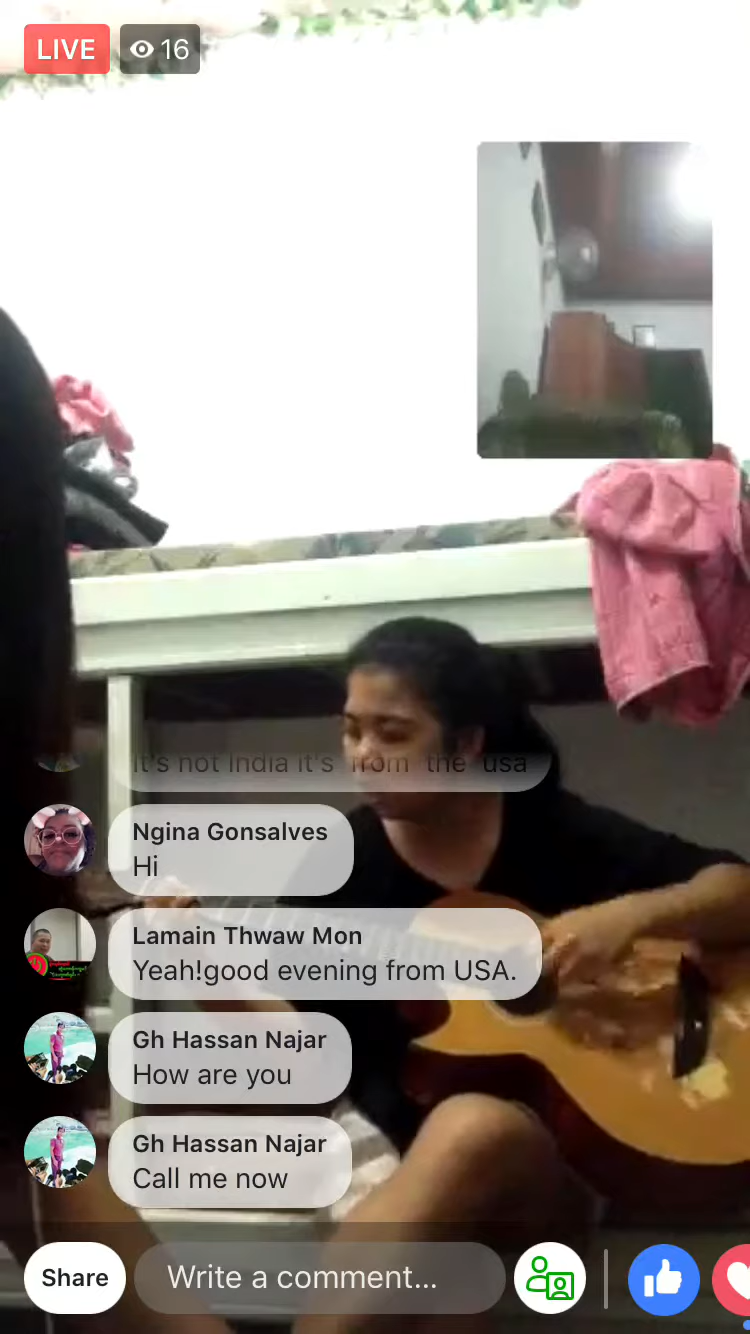 LIVE 16
It's not India it's from the usa
Ngina Gonsalves
Hi
Lamain Thwaw Mon
Yeah!good evening from USA.
Gh Hassan Najar
How are you
Gh Hassan Najar
Call me now
Share
Write a comment...